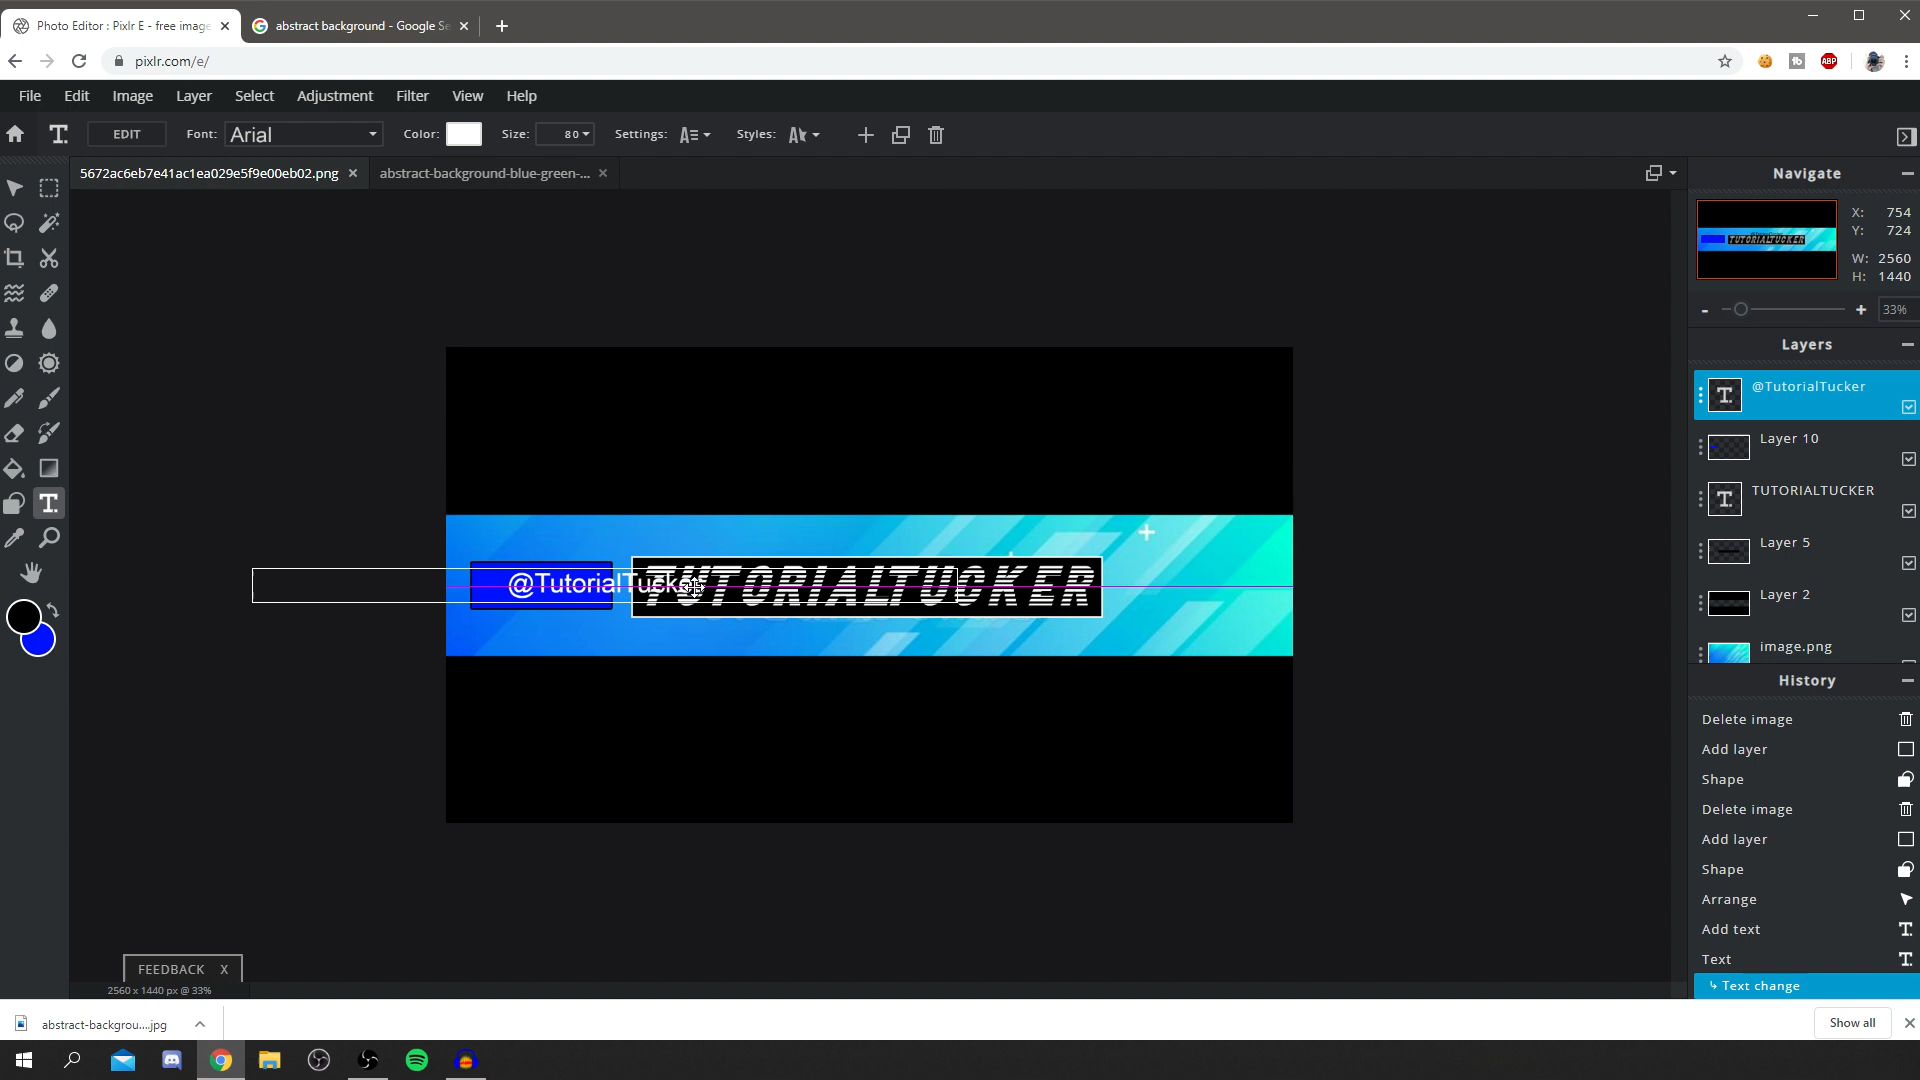 Photo Editor : Pixlr E - free image
abstract background - Google Se
pixlr.com/e/
ABP
File Edit Image Layer Select Adjustment Filter View Help
EDIT Font: Arial Color: Size: 80 Settings: Styles:
5672ac6eb7e41ac1ea029e5f9e00eb02.png
abstract-background-blue-green-...
Navigate
TUTORIALTUCKER
X: 754
Y: 724
W: 2560
H: 1440
- + 33%
Layers
@TutorialTucker
Layer 10
TUTORIALTUCKER
Layer 5
Layer 2
image.png
@TutorialTucker
TUTORIALTUCKER
History
Delete image
Add layer
Shape
Delete image
Add layer
Shape
Arrange
Add text
Text
Text change
FEEDBACK X
2560 x 1440 px @ 33%
abstract-backgrou....jpg
Show all